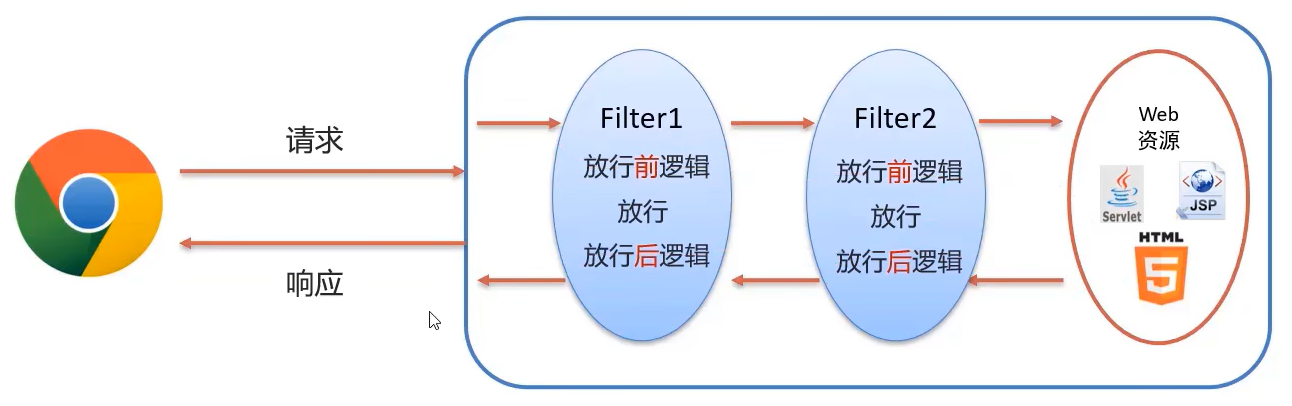 请求
响应
Filter1
放行前逻辑
放行
放行后逻辑
Filter2
放行前逻辑
放行
放行后逻辑
Web
资源
Servlet
JSP
HTML
5